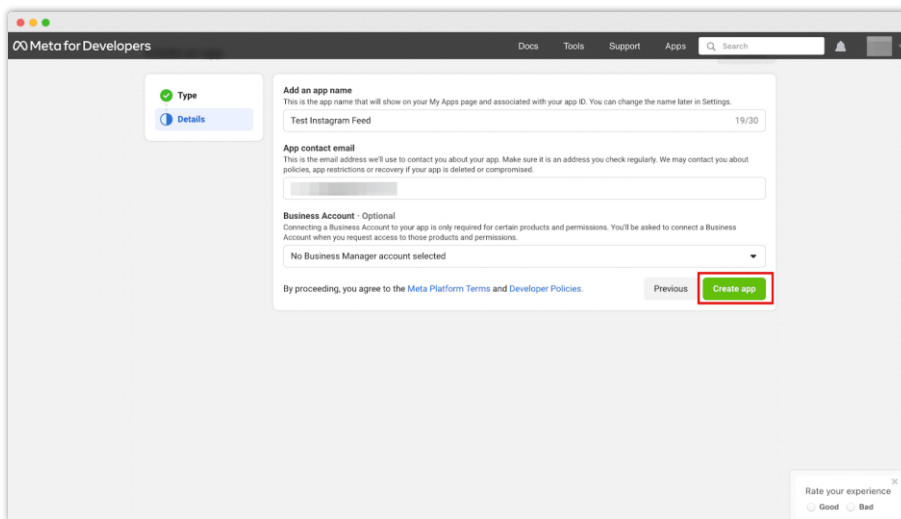 Meta for Developers
Docs
Tools
Support
Apps
Search
Type
Details
Add an app name
This is the app name that will show on your My Apps page and associated with your app ID. You can change the name later in Settings.
Test Instagram Feed
19/30
App contact email
This is the email address we'll use to contact you about your app. Make sure it is an address you check regularly. We may contact you about
policies, app restrictions or recovery if your app is deleted or compromised.
Business Account · Optional
Connecting a Business Account to your app is only required for certain products and permissions. You'll be asked to connect a Business
Account when you request access to those products and permissions.
No Business Manager account selected
By proceeding, you agree to the Meta Platform Terms and Developer Policies.
Previous
Create app
Rate your experience
Good
Bad